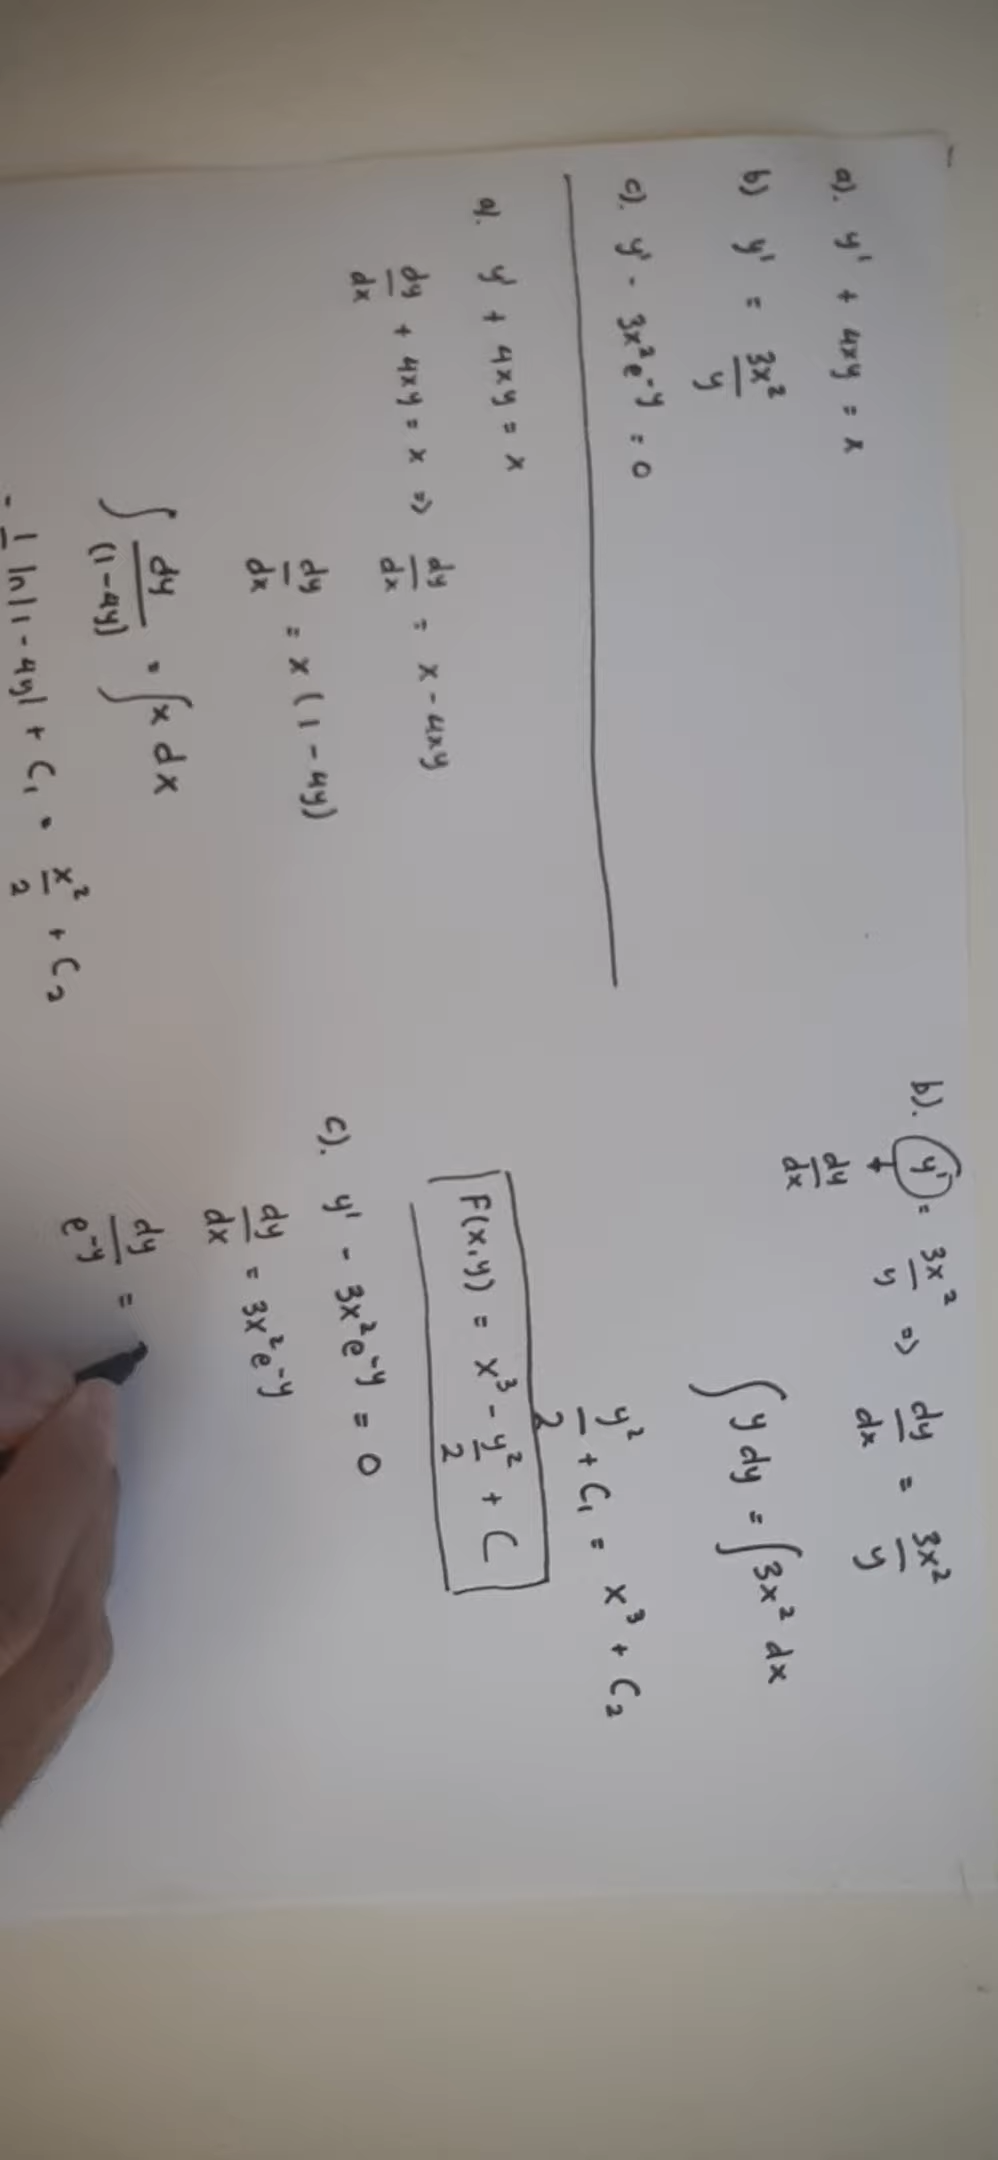 a). y' + 4xy = x
b) y' = 3x²/y
c). y' - 3x²e^-y = 0
a). y' + 4xy = x
dy/dx + 4xy = x => dy/dx = x - 4xy
dy/dx = x (1 - 4y)
∫ dy/(1-4y) = ∫ x dx
- 1 ln|1 - 4y| + C₁ = x²/2 + C₂
b). y' = 3x²/y => dy/dx = 3x²/y
dy/dx
∫ y dy = ∫ 3x² dx
y²/2 + C₁ = x³ + C₂
F(x,y) = x³ - y²/2 + C
c). y' - 3x²e^-y = 0
dy/dx = 3x²e^-y
dy/e^-y =